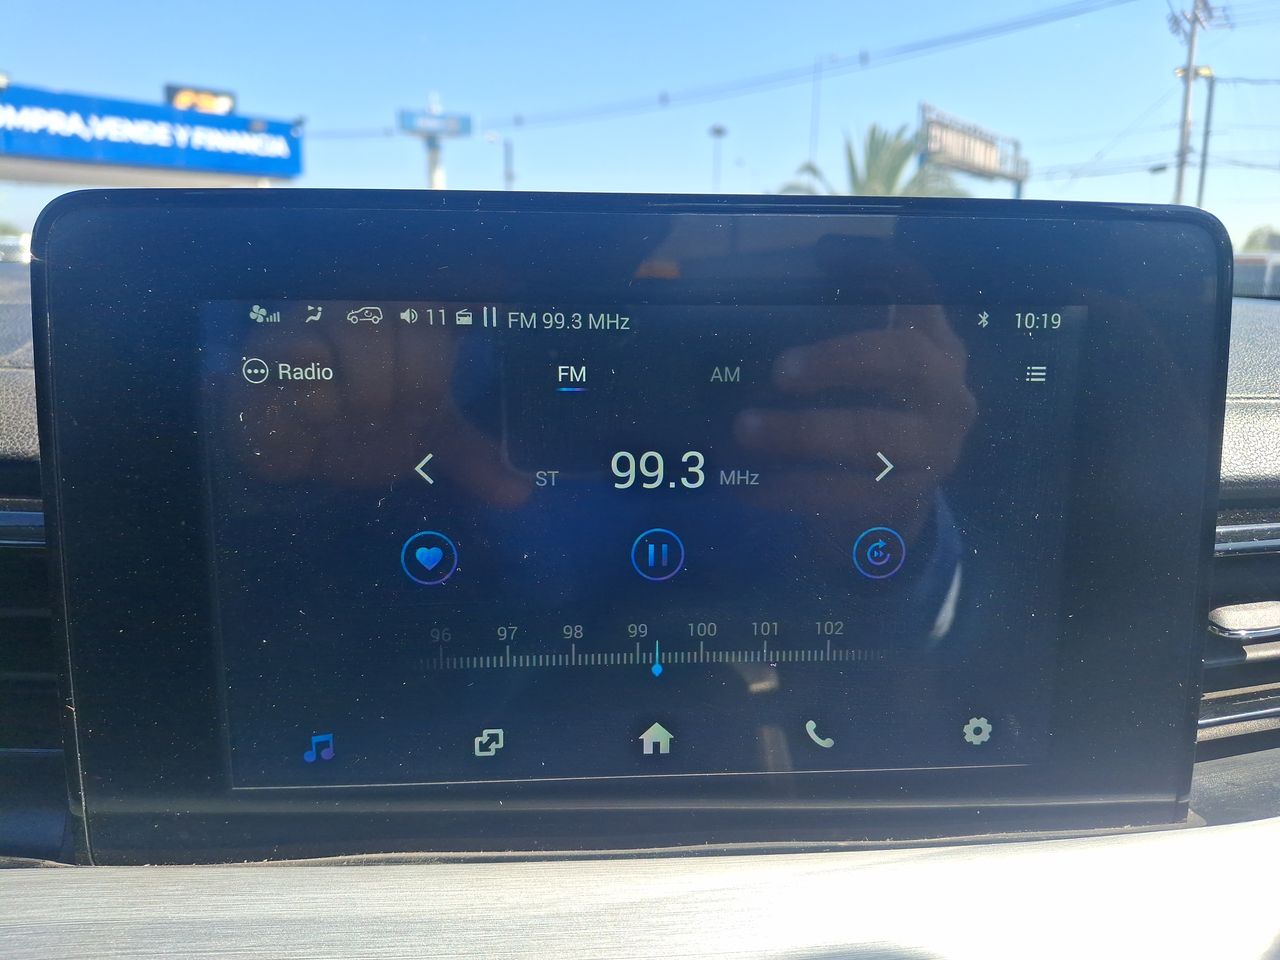 OMPRA, VENDE Y FINANCIA
11 FM 99.3 MHz 10:19
Radio FM AM
ST 99.3 MHz
96 97 98 99 100 101 102